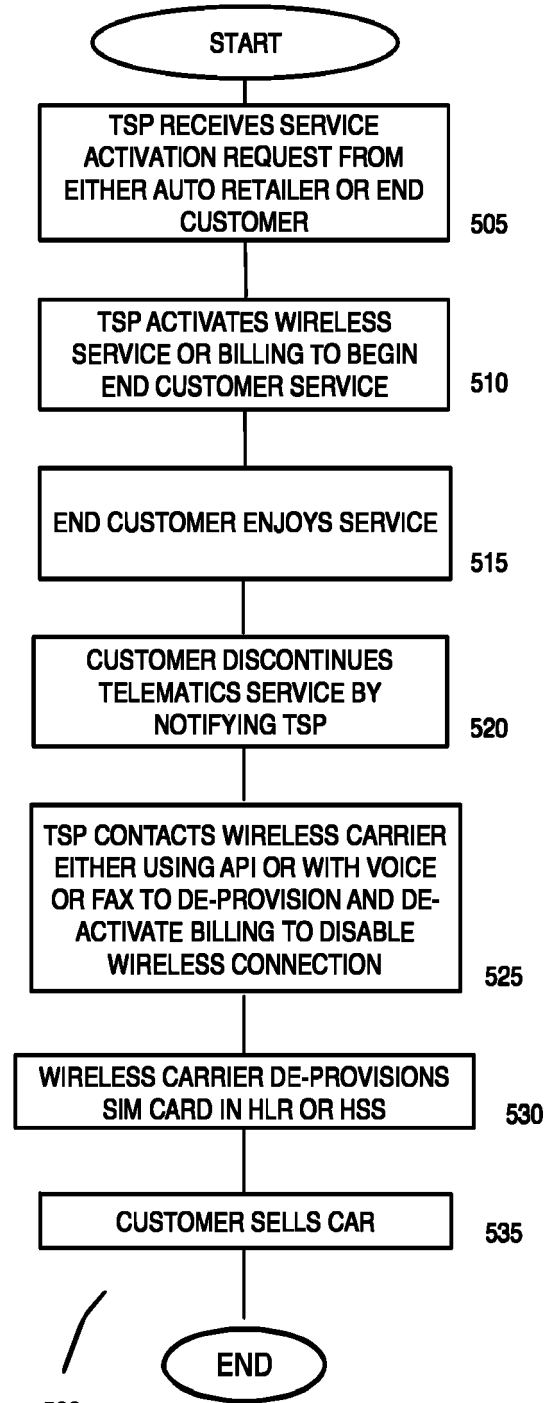 START
TSP RECEIVES SERVICE
ACTIVATION REQUEST FROM
EITHER AUTO RETAILER OR END
CUSTOMER
505
TSP ACTIVATES WIRELESS
SERVICE OR BILLING TO BEGIN
END CUSTOMER SERVICE
510
END CUSTOMER ENJOYS SERVICE
515
CUSTOMER DISCONTINUES
TELEMATICS SERVICE BY
NOTIFYING TSP
520
TSP CONTACTS WIRELESS CARRIER
EITHER USING API OR WITH VOICE
OR FAX TO DE-PROVISION AND DE-
ACTIVATE BILLING TO DISABLE
WIRELESS CONNECTION
525
WIRELESS CARRIER DE-PROVISIONS
SIM CARD IN HLR OR HSS
530
CUSTOMER SELLS CAR
535
END